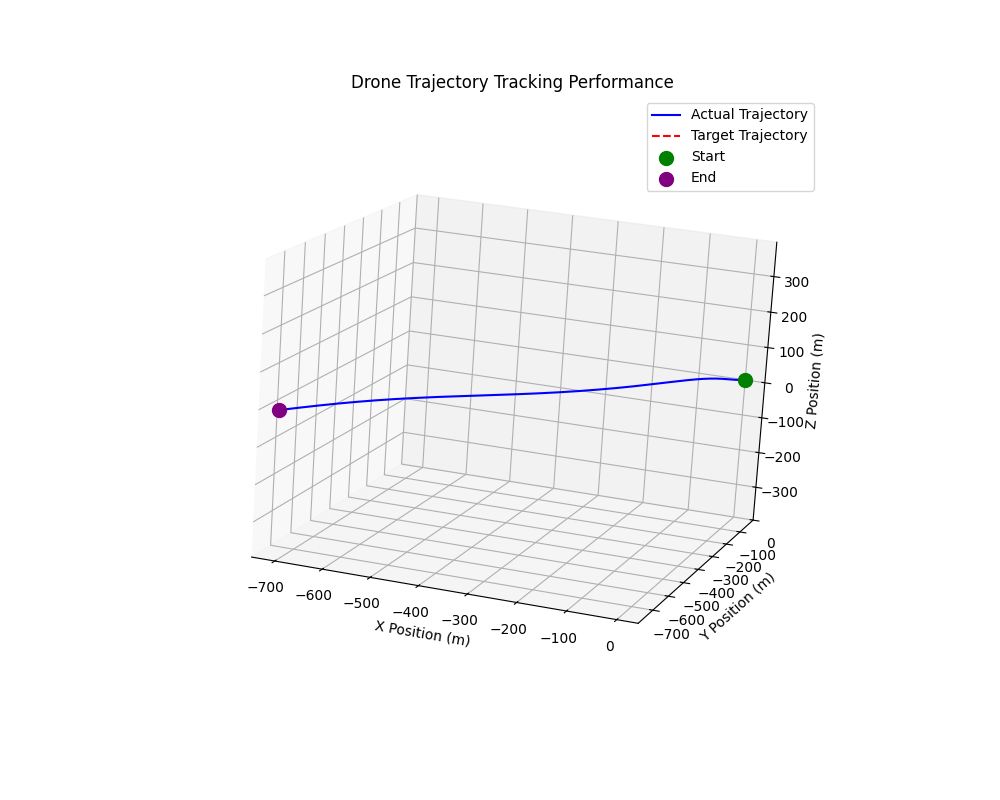 Drone Trajectory Tracking Performance
Actual Trajectory
Target Trajectory
Start
End
300
200
100
0
−100
−200
−300
Z Position (m)
0
−100
−200
−300
−400
−500
−600
−700
Y Position (m)
−700
−600
−500
−400
−300
−200
−100
0
X Position (m)